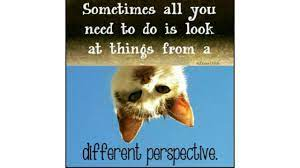 Sometimes all you
need to do is look
at things from a
different perspective.